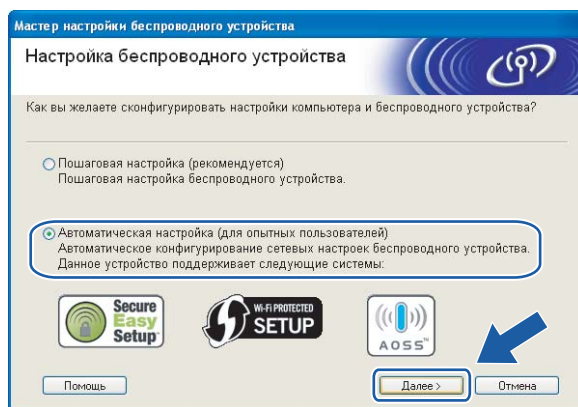 Мастер настройки беспроводного устройства
Настройка беспроводного устройства
Как вы желаете сконфигурировать настройки компьютера и беспроводного устройства?
Пошаговая настройка (рекомендуется)
Пошаговая настройка беспроводного устройства.
Автоматическая настройка (для опытных пользователей)
Автоматическое конфигурирование сетевых настроек беспроводного устройства.
Данное устройство поддерживает следующие системы:
Secure
Easy
Setup
WI-FI PROTECTED
SETUP
AOSS™
Помощь
Далее >
Отмена